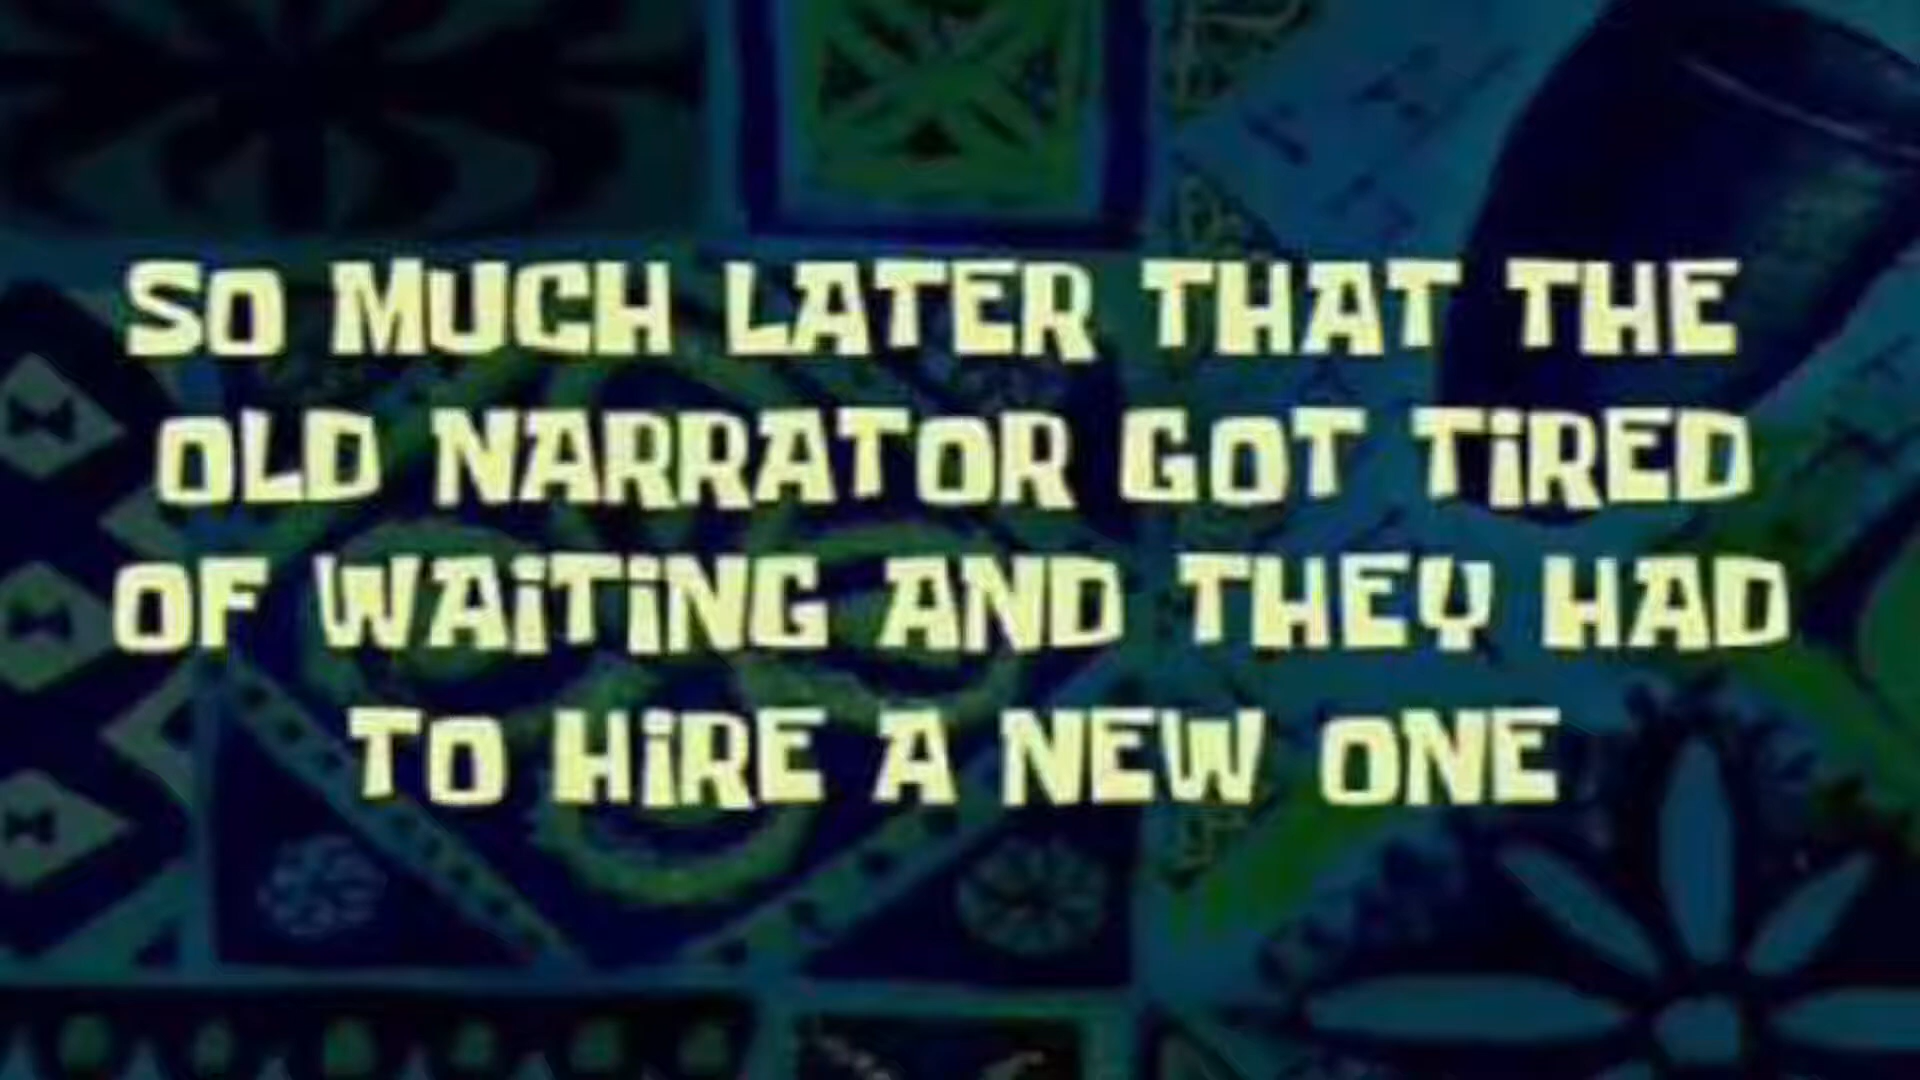 SO MUCH LATER THAT THE
OLD NARRATOR GOT TIRED
OF WAITING AND THEY HAD
TO HIRE A NEW ONE